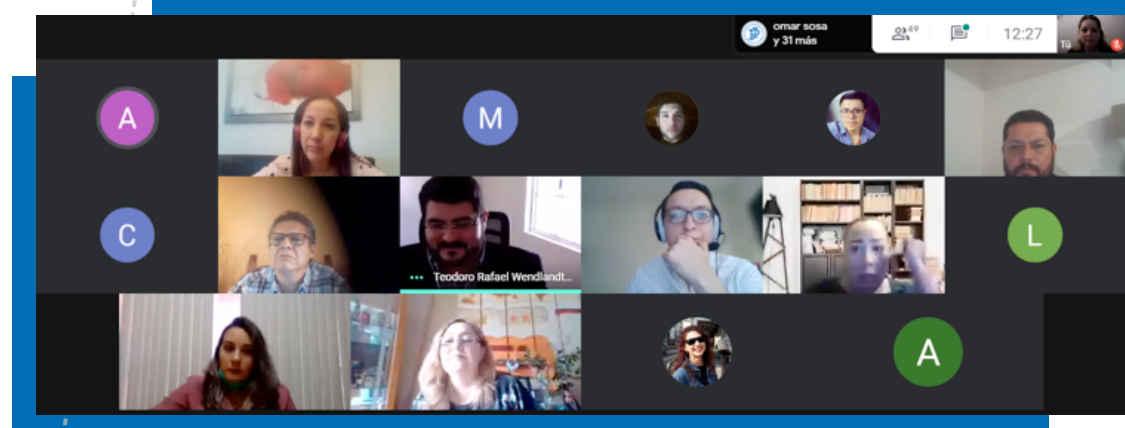 omar sosa
y 31 más
49
12:27
Tú
A
M
C
Teodoro Rafael Wendlandt...
L
A